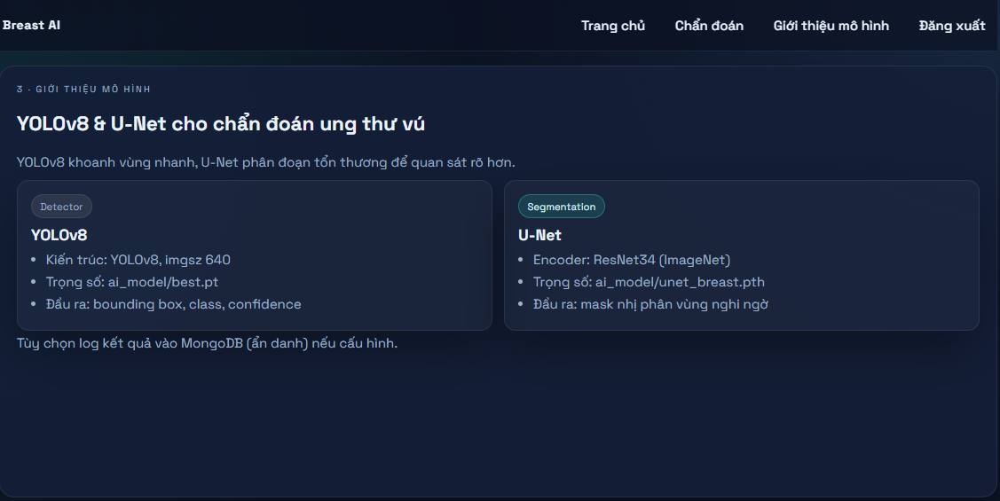 Breast AI
Trang chủ Chẩn đoán Giới thiệu mô hình Đăng xuất
3 · GIỚI THIỆU MÔ HÌNH
YOLOv8 & U-Net cho chẩn đoán ung thư vú
YOLOv8 khoanh vùng nhanh, U-Net phân đoạn tổn thương để quan sát rõ hơn.
Detector
YOLOv8
• Kiến trúc: YOLOv8, imgsz 640
• Trọng số: ai_model/best.pt
• Đầu ra: bounding box, class, confidence
Segmentation
U-Net
• Encoder: ResNet34 (ImageNet)
• Trọng số: ai_model/unet_breast.pth
• Đầu ra: mask nhị phân vùng nghi ngờ
Tùy chọn log kết quả vào MongoDB (ẩn danh) nếu cấu hình.